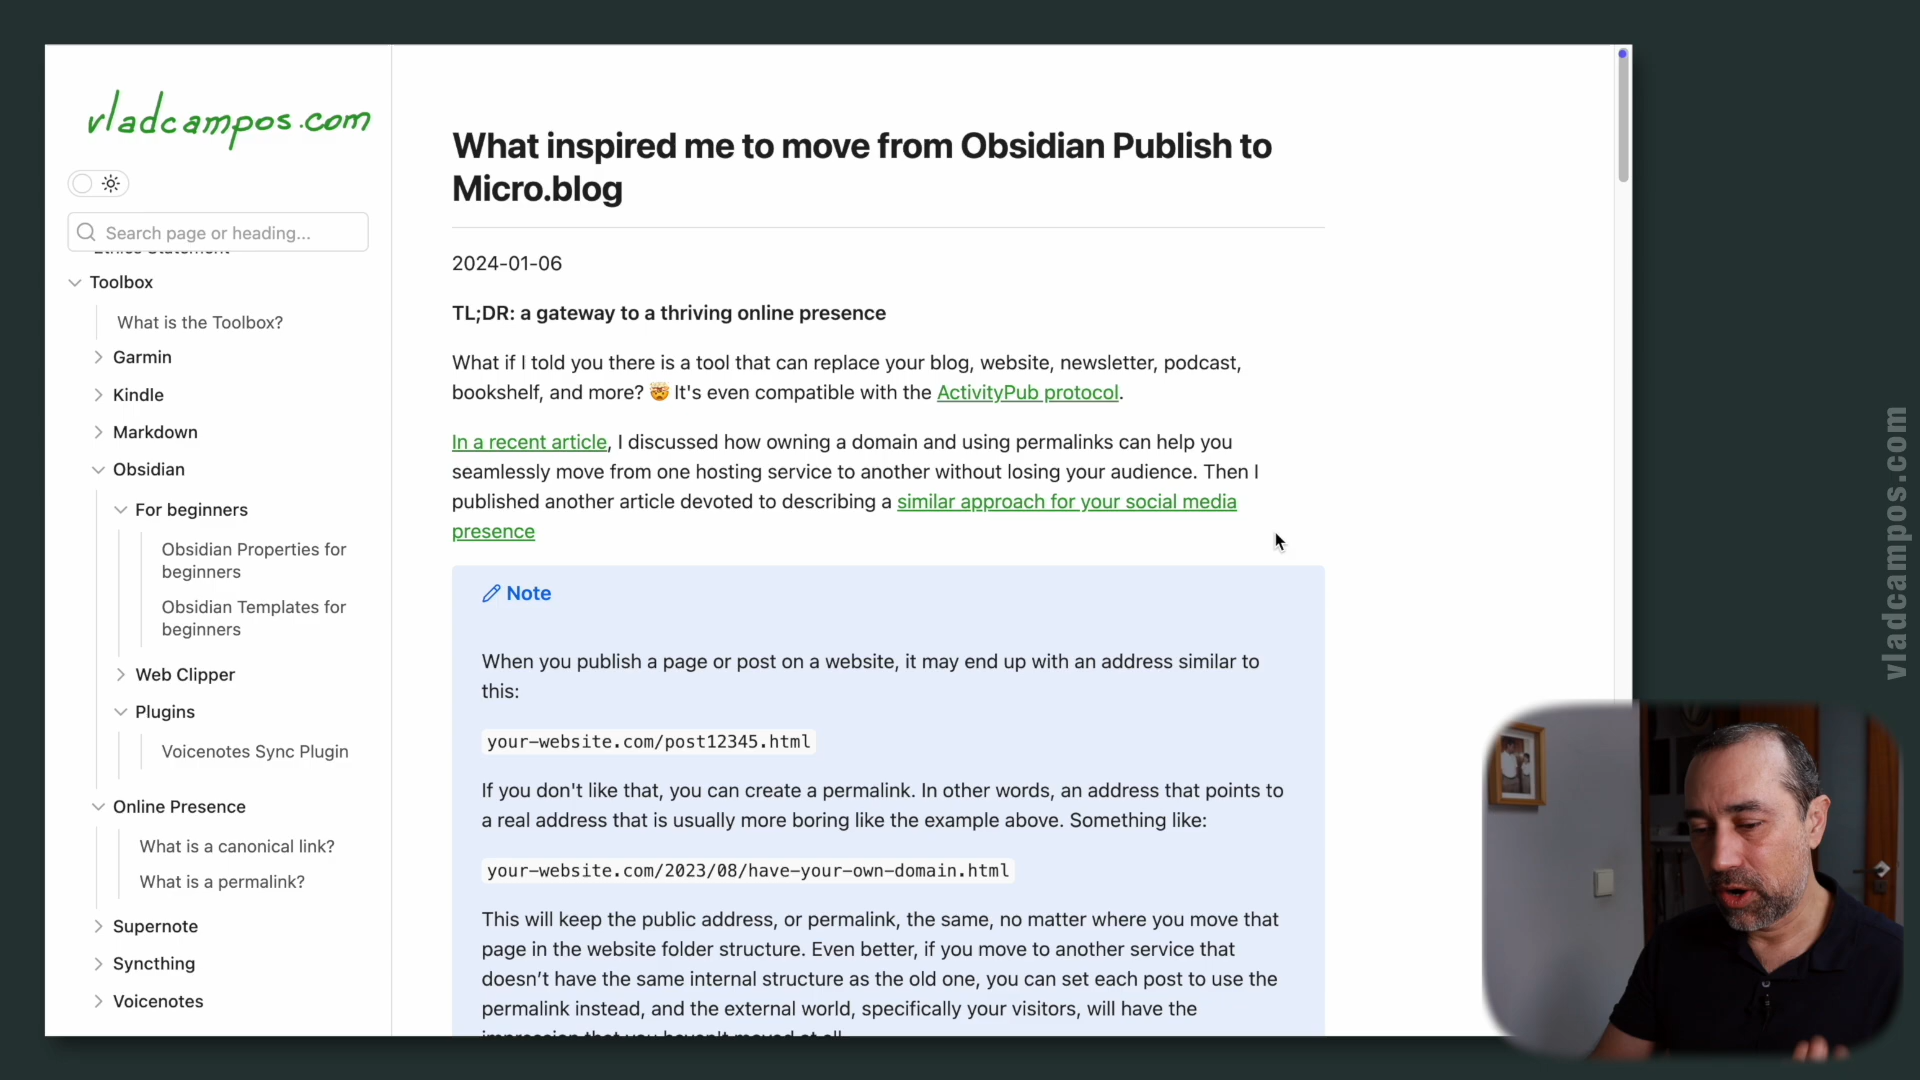 vladcampos.com
Search page or heading...
Ethics Statement
Toolbox
What is the Toolbox?
Garmin
Kindle
Markdown
Obsidian
For beginners
Obsidian Properties for
beginners
Obsidian Templates for
beginners
Web Clipper
Plugins
Voicenotes Sync Plugin
Online Presence
What is a canonical link?
What is a permalink?
Supernote
Syncthing
Voicenotes
What inspired me to move from Obsidian Publish to
Micro.blog
2024-01-06
TL;DR: a gateway to a thriving online presence
What if I told you there is a tool that can replace your blog, website, newsletter, podcast,
bookshelf, and more? 🤯 It's even compatible with the ActivityPub protocol.
In a recent article, I discussed how owning a domain and using permalinks can help you
seamlessly move from one hosting service to another without losing your audience. Then I
published another article devoted to describing a similar approach for your social media
presence
Note
When you publish a page or post on a website, it may end up with an address similar to
this:
your-website.com/post12345.html
If you don't like that, you can create a permalink. In other words, an address that points to
a real address that is usually more boring like the example above. Something like:
your-website.com/2023/08/have-your-own-domain.html
This will keep the public address, or permalink, the same, no matter where you move that
page in the website folder structure. Even better, if you move to another service that
doesn’t have the same internal structure as the old one, you can set each post to use the
permalink instead, and the external world, specifically your visitors, will have the
impression that you haven't moved at all
vladcampos.com